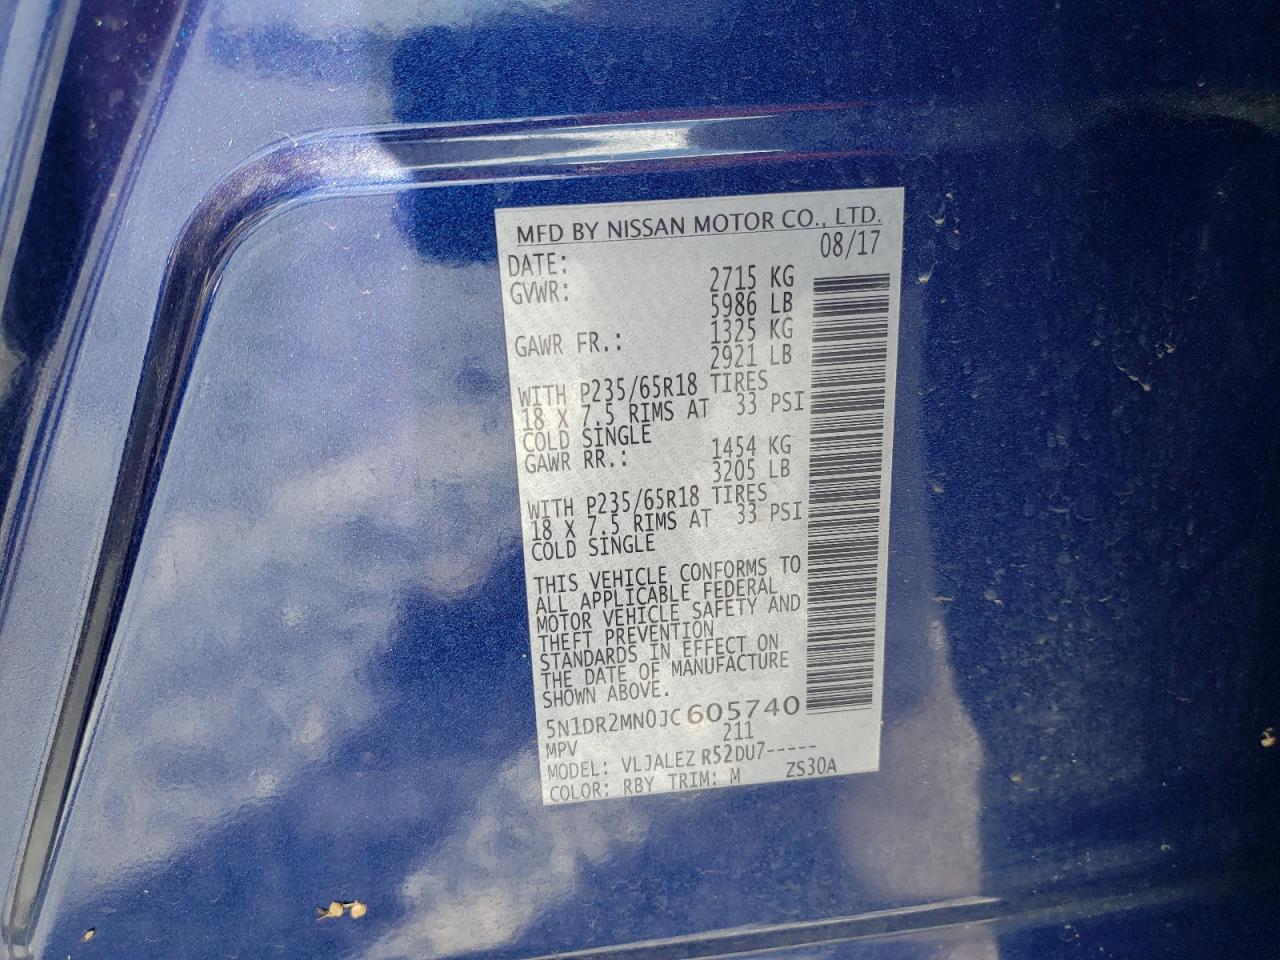 MFD BY NISSAN MOTOR CO., LTD.
DATE: 08/17
GVWR: 2715 KG
5986 LB
GAWR FR.: 1325 KG
2921 LB
WITH P235/65R18 TIRES
18 X 7.5 RIMS AT 33 PSI
COLD SINGLE
GAWR RR.: 1454 KG
3205 LB
WITH P235/65R18 TIRES
18 X 7.5 RIMS AT 33 PSI
COLD SINGLE
THIS VEHICLE CONFORMS TO
ALL APPLICABLE FEDERAL
MOTOR VEHICLE SAFETY AND
THEFT PREVENTION
STANDARDS IN EFFECT ON
THE DATE OF MANUFACTURE
SHOWN ABOVE.
5N1DR2MN0JC605740
MPV 211
MODEL: VLJALEZ R52DU7-----
COLOR: RBY TRIM: M ZS30A